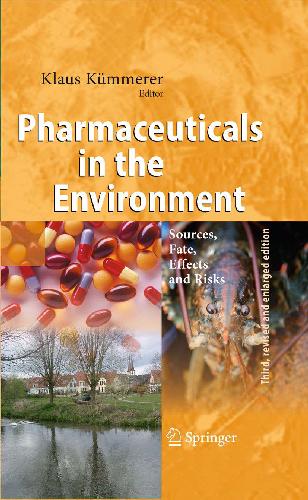 Klaus Kümmerer
Editor
Pharmaceuticals
in the
Environment
Sources,
Fate,
Effects
and Risks
Third, revised and enlarged edition
Springer